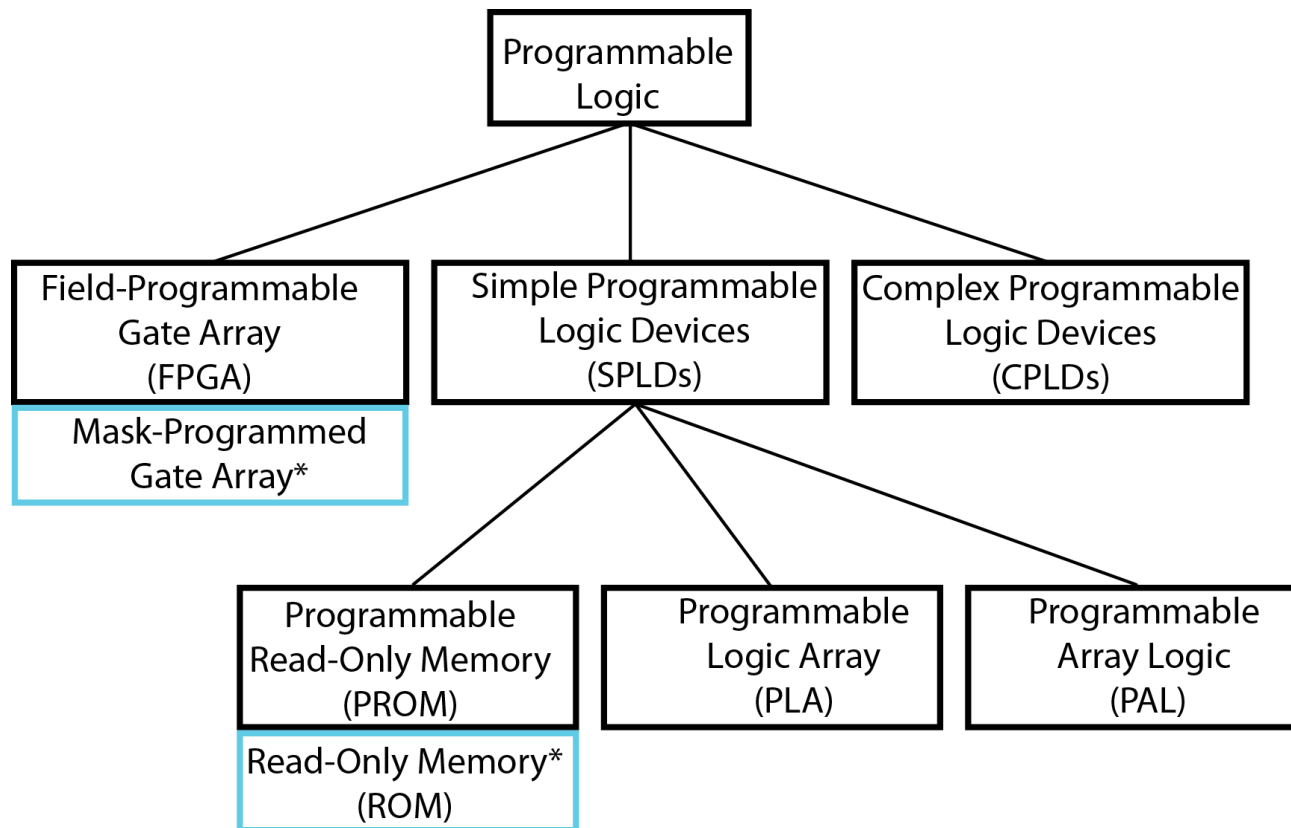 Programmable
Logic
Field-Programmable
Gate Array
(FPGA)
Mask-Programmed
Gate Array*
Simple Programmable
Logic Devices
(SPLDs)
Complex Programmable
Logic Devices
(CPLDs)
Programmable
Read-Only Memory
(PROM)
Read-Only Memory*
(ROM)
Programmable
Logic Array
(PLA)
Programmable
Array Logic
(PAL)